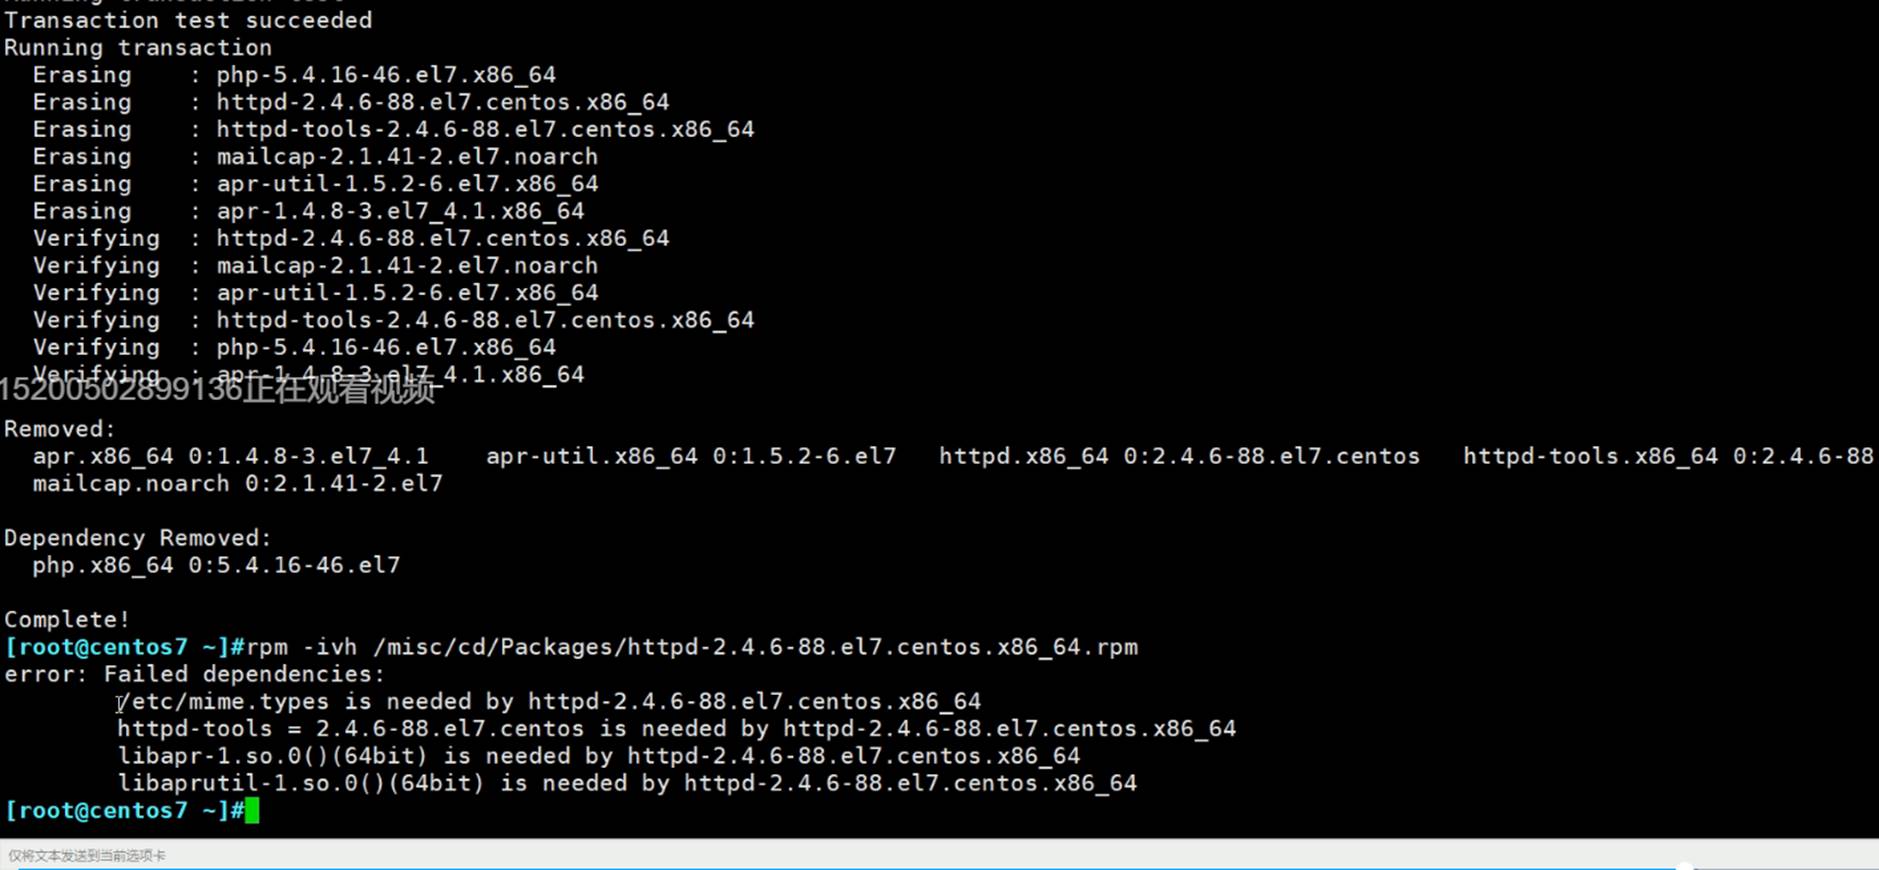 Transaction test succeeded
Running transaction
  Erasing    : php-5.4.16-46.el7.x86_64
  Erasing    : httpd-2.4.6-88.el7.centos.x86_64
  Erasing    : httpd-tools-2.4.6-88.el7.centos.x86_64
  Erasing    : mailcap-2.1.41-2.el7.noarch
  Erasing    : apr-util-1.5.2-6.el7.x86_64
  Erasing    : apr-1.4.8-3.el7_4.1.x86_64
  Verifying  : httpd-2.4.6-88.el7.centos.x86_64
  Verifying  : mailcap-2.1.41-2.el7.noarch
  Verifying  : apr-util-1.5.2-6.el7.x86_64
  Verifying  : httpd-tools-2.4.6-88.el7.centos.x86_64
  Verifying  : php-5.4.16-46.el7.x86_64
  Verifying  : apr-1.4.8-3.el7_4.1.x86_64
15200502899136正在观看视频
Removed:
  apr.x86_64 0:1.4.8-3.el7_4.1    apr-util.x86_64 0:1.5.2-6.el7   httpd.x86_64 0:2.4.6-88.el7.centos   httpd-tools.x86_64 0:2.4.6-88
  mailcap.noarch 0:2.1.41-2.el7
Dependency Removed:
  php.x86_64 0:5.4.16-46.el7
Complete!
[root@centos7 ~]#rpm -ivh /misc/cd/Packages/httpd-2.4.6-88.el7.centos.x86_64.rpm
error: Failed dependencies:
        /etc/mime.types is needed by httpd-2.4.6-88.el7.centos.x86_64
        httpd-tools = 2.4.6-88.el7.centos is needed by httpd-2.4.6-88.el7.centos.x86_64
        libapr-1.so.0()(64bit) is needed by httpd-2.4.6-88.el7.centos.x86_64
        libaprutil-1.so.0()(64bit) is needed by httpd-2.4.6-88.el7.centos.x86_64
[root@centos7 ~]#
仅将文本发送到当前选项卡